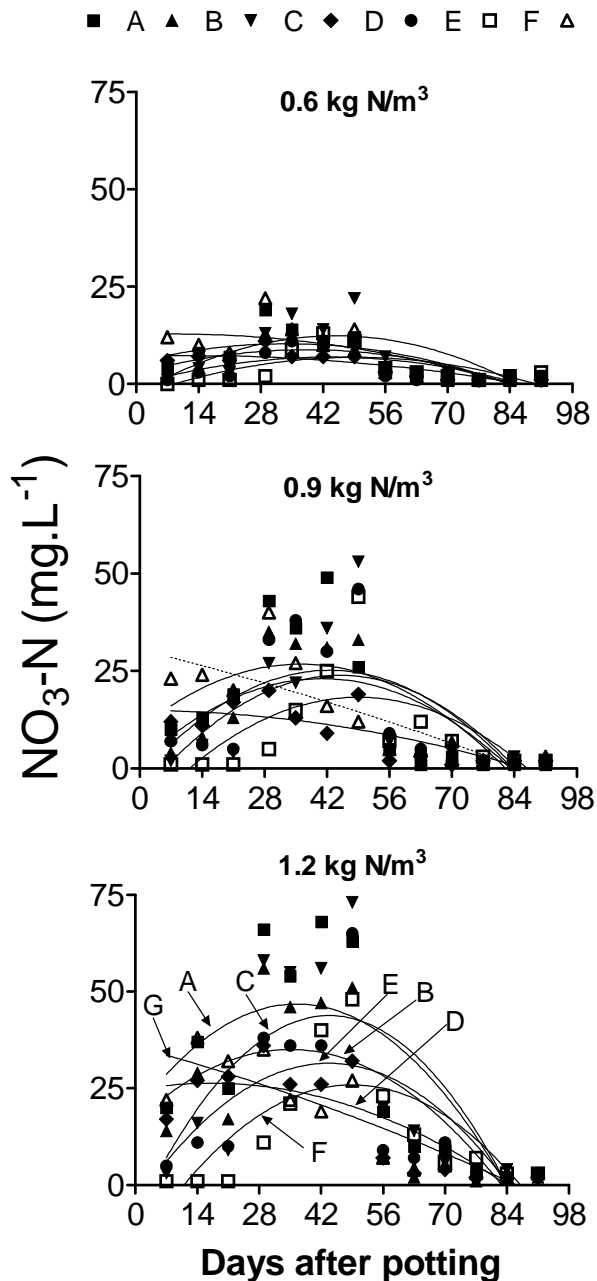 ■ A ▲ B ▼ C ◆ D ● E □ F △
0.6 kg N/m³
75
50
25
0
0 14 28 42 56 70 84 98
NO₃-N (mg.L⁻¹)
0.9 kg N/m³
75
50
25
0
0 14 28 42 56 70 84 98
1.2 kg N/m³
75
50
25
0
G A C E B D F
0 14 28 42 56 70 84 98
Days after potting